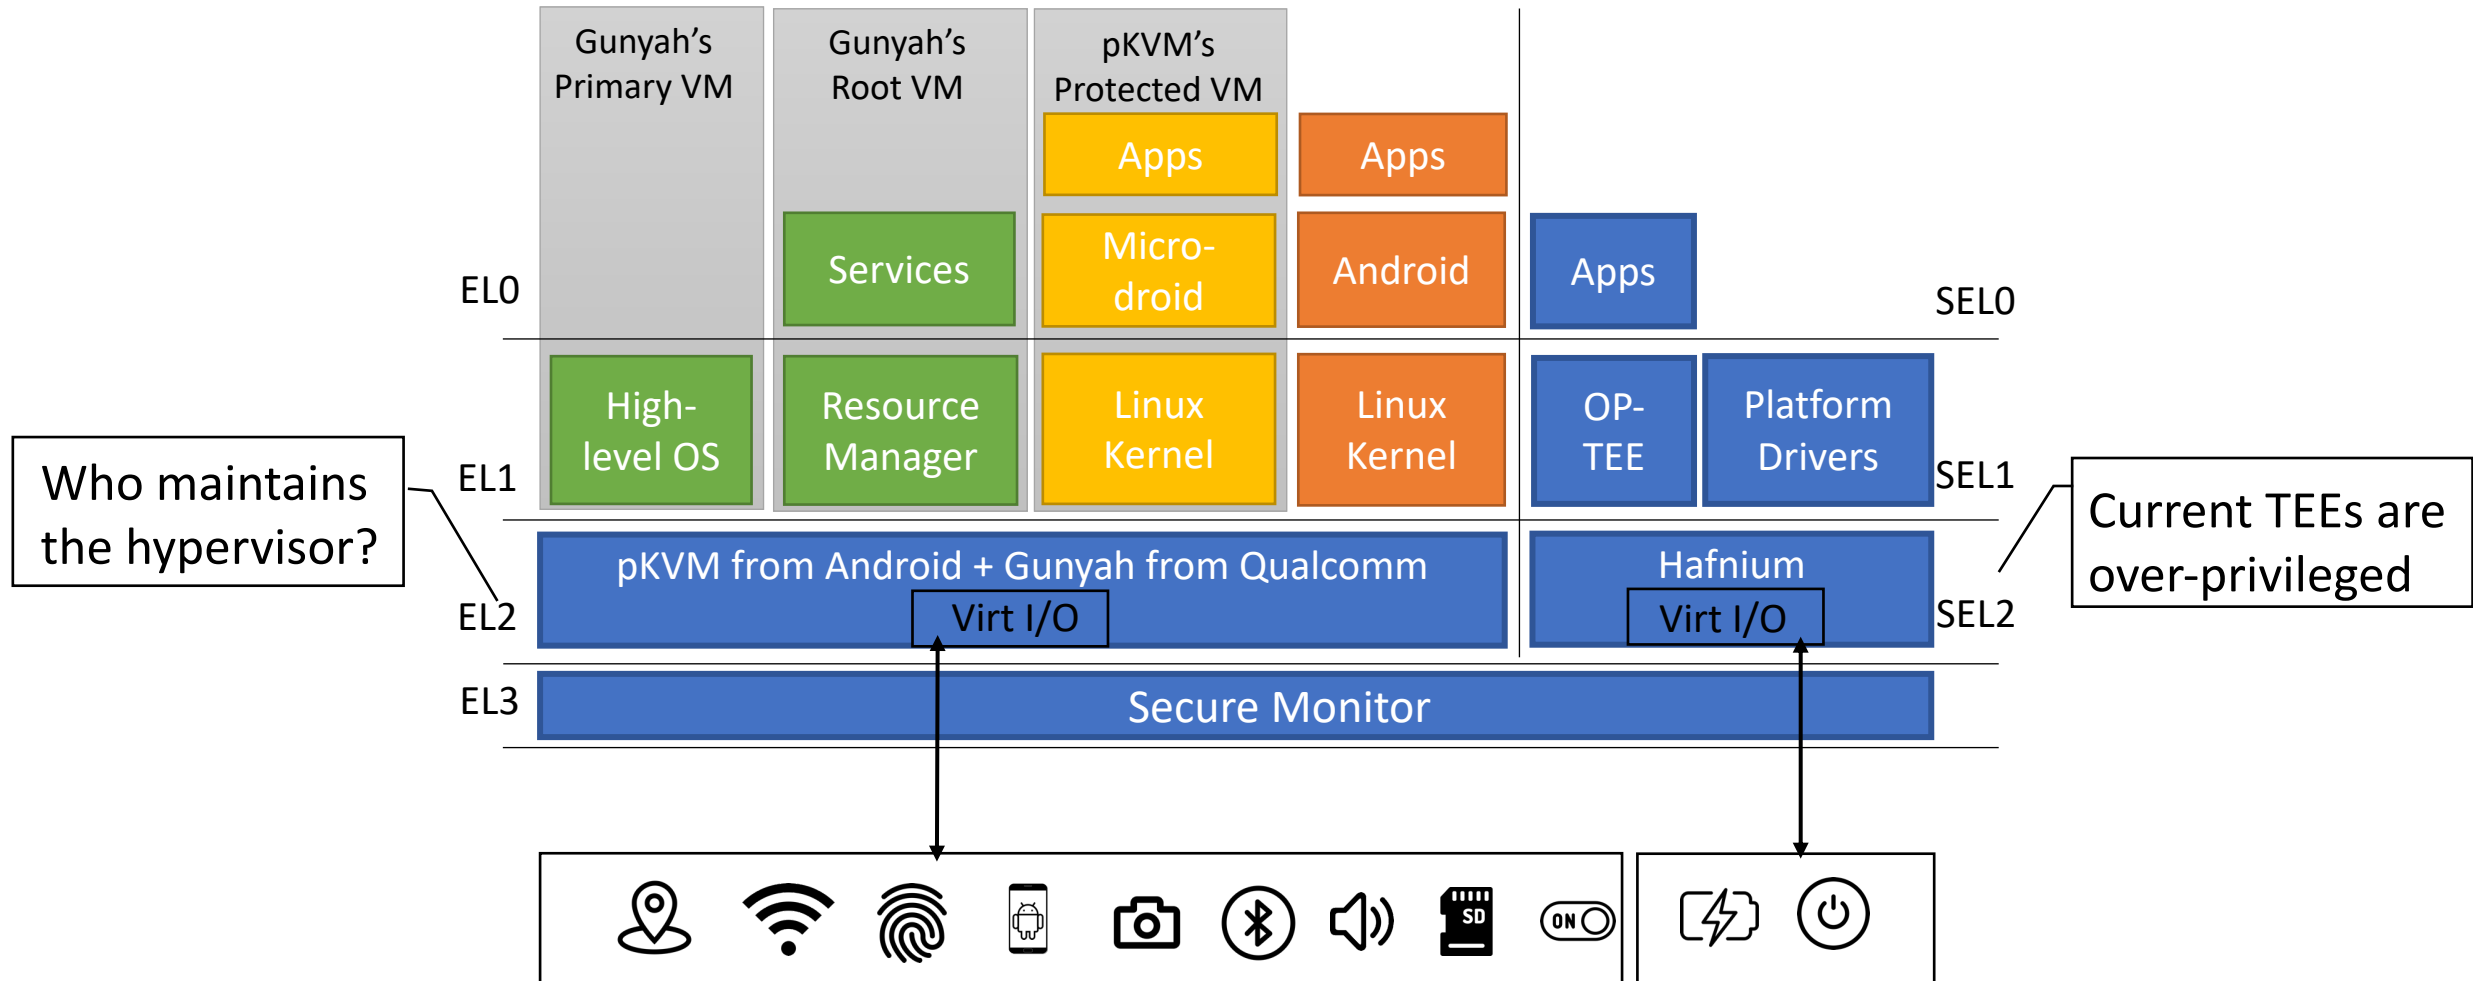 Gunyah's
Primary VM
Gunyah's
Root VM
pKVM's
Protected VM
Apps
Apps
Services
Micro-
droid
Android
Apps
EL0
SEL0
High-
level OS
Resource
Manager
Linux
Kernel
Linux
Kernel
OP-
TEE
Platform
Drivers
EL1
SEL1
Who maintains
the hypervisor?
Current TEEs are
over-privileged
pKVM from Android + Gunyah from Qualcomm
Virt I/O
Hafnium
Virt I/O
EL2
SEL2
EL3
Secure Monitor
SD
ON